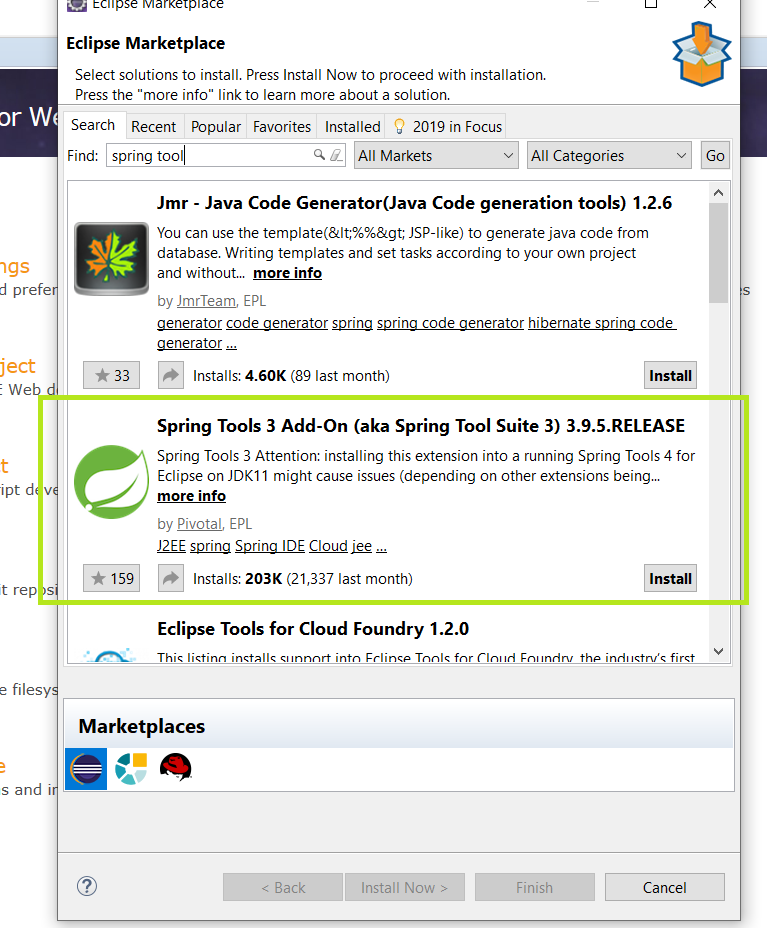 Eclipse Marketplace
Eclipse Marketplace
Select solutions to install. Press Install Now to proceed with installation.
Press the "more info" link to learn more about a solution.
or We
Search Recent Popular Favorites Installed 2019 in Focus
Find: spring tool All Markets All Categories Go
Jmr - Java Code Generator(Java Code generation tools) 1.2.6
You can use the template(&lt;%%&gt; JSP-like) to generate java code from
database. Writing templates and set tasks according to your own project
and without... more info
ngs
d prefer
es
by JmrTeam, EPL
generator code generator spring spring code generator hibernate spring code
generator ...
ject
E Web de
33 Installs: 4.60K (89 last month) Install
Spring Tools 3 Add-On (aka Spring Tool Suite 3) 3.9.5.RELEASE
Spring Tools 3 Attention: installing this extension into a running Spring Tools 4 for
Eclipse on JDK11 might cause issues (depending on other extensions being...
more info
t
ript deve
by Pivotal, EPL
J2EE spring Spring IDE Cloud jee ...
159 Installs: 203K (21,337 last month) Install
it reposi
Eclipse Tools for Cloud Foundry 1.2.0
This listing installs support into Eclipse Tools for Cloud Foundry, the industry's first
e filesys
Marketplaces
e
s and in
< Back Install Now > Finish Cancel